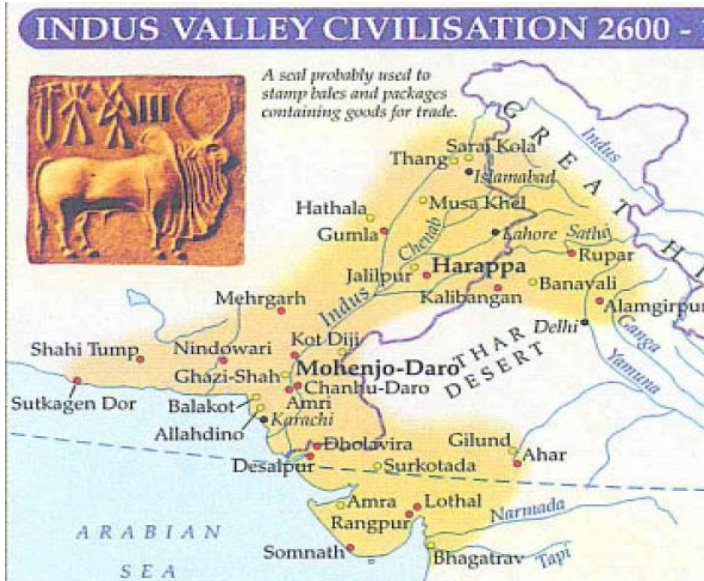 INDUS VALLEY CIVILISATION 2600 -
A seal probably used to
stamp bales and packages
containing goods for trade.
GREAT HI
Indus
Sarai Kola
Thang
Islamabad
Hathala
Musa Khel
Gumla
Chenab
Lahore
Satluj
Rupar
Jalilpur
Harappa
Banavali
Kalibangan
Mehrgarh
Indus
Alamgirpur
Delhi
Ganga
Yamuna
Kot Diji
THAR
DESERT
Shahi Tump
Nindowari
Mohenjo-Daro
Ghazi-Shah
Chanhu-Daro
Sutkagen Dor
Balakot
Amri
Allahdino
Karachi
Dholavira
Gilund
Ahar
Desalpur
Surkotada
Amra
Lothal
Rangpur
Narmada
ARABIAN
SEA
Somnath
Bhagatrav
Tapi